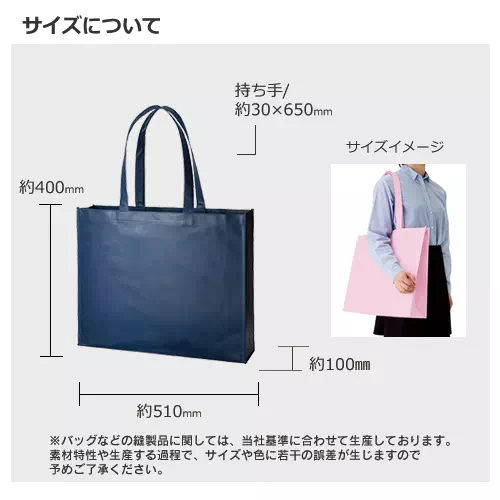 サイズについて
持ち手/
約30×650mm
サイズイメージ
約400mm
約100㎜
約510mm
※バッグなどの縫製品に関しては、当社基準に合わせて生産しております。
素材特性や生産する過程で、サイズや色に若干の誤差が生じますので
予めご了承ください。